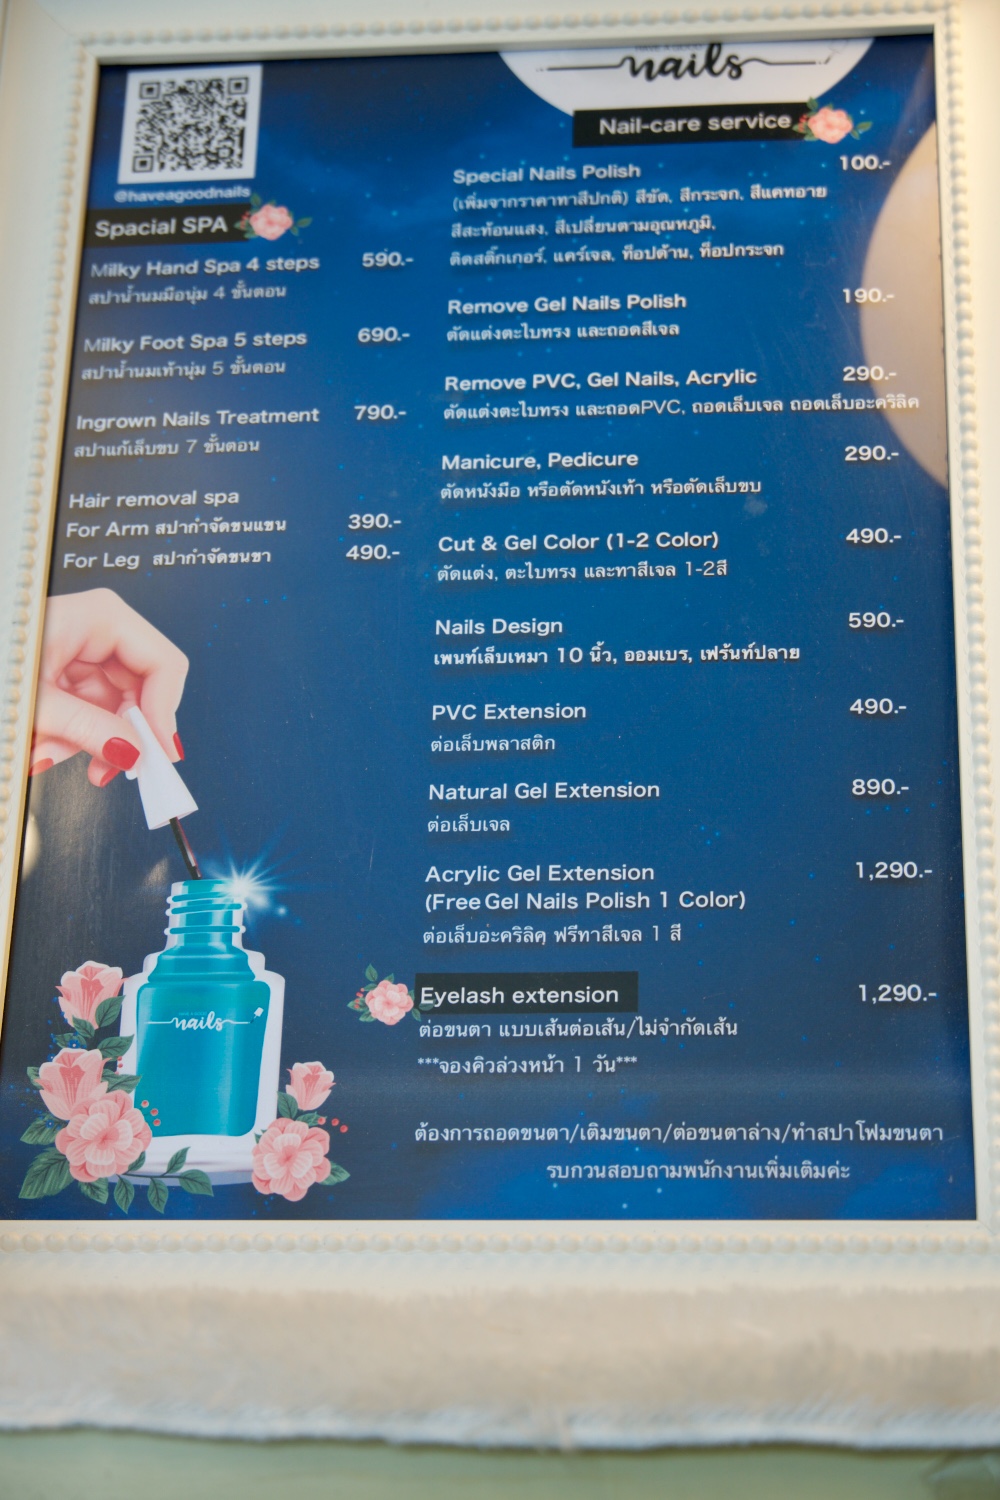 @haveagoodnails
Spacial SPA
Milky Hand Spa 4 steps 590.-
สปาน้ำนมมือนุ่ม 4 ขั้นตอน
Milky Foot Spa 5 steps 690.-
สปาน้ำนมเท้านุ่ม 5 ขั้นตอน
Ingrown Nails Treatment 790.-
สปาแก้เล็บขบ 7 ขั้นตอน
Hair removal spa
For Arm สปากำจัดขนแขน 390.-
For Leg สปากำจัดขนขา 490.-
nails
nails
Nail-care service
Special Nails Polish 100.-
(เพิ่มจากราคาทาสีปกติ) สีขัด, สีกระจก, สีแคทอาย
สีสะท้อนแสง, สีเปลี่ยนตามอุณหภูมิ,
ติดสติ๊กเกอร์, แคร์เจล, ท็อปด้าน, ท็อปกระจก
Remove Gel Nails Polish 190.-
ตัดแต่งตะไบทรง และถอดสีเจล
Remove PVC, Gel Nails, Acrylic 290.-
ตัดแต่งตะไบทรง และถอดPVC, ถอดเล็บเจล ถอดเล็บอะคริลิค
Manicure, Pedicure 290.-
ตัดหนังมือ หรือตัดหนังเท้า หรือตัดเล็บขบ
Cut & Gel Color (1-2 Color) 490.-
ตัดแต่ง, ตะไบทรง และทาสีเจล 1-2สี
Nails Design 590.-
เพนท์เล็บเหมา 10 นิ้ว, ออมเบร, เฟร้นท์ปลาย
PVC Extension 490.-
ต่อเล็บพลาสติก
Natural Gel Extension 890.-
ต่อเล็บเจล
Acrylic Gel Extension 1,290.-
(Free Gel Nails Polish 1 Color)
ต่อเล็บอะคริลิค ฟรีทาสีเจล 1 สี
Eyelash extension 1,290.-
ต่อขนตา แบบเส้นต่อเส้น/ไม่จำกัดเส้น
***จองคิวล่วงหน้า 1 วัน***
ต้องการถอดขนตา/เติมขนตา/ต่อขนตาล่าง/ทำสปาโฟมขนตา
รบกวนสอบถามพนักงานเพิ่มเติมค่ะ